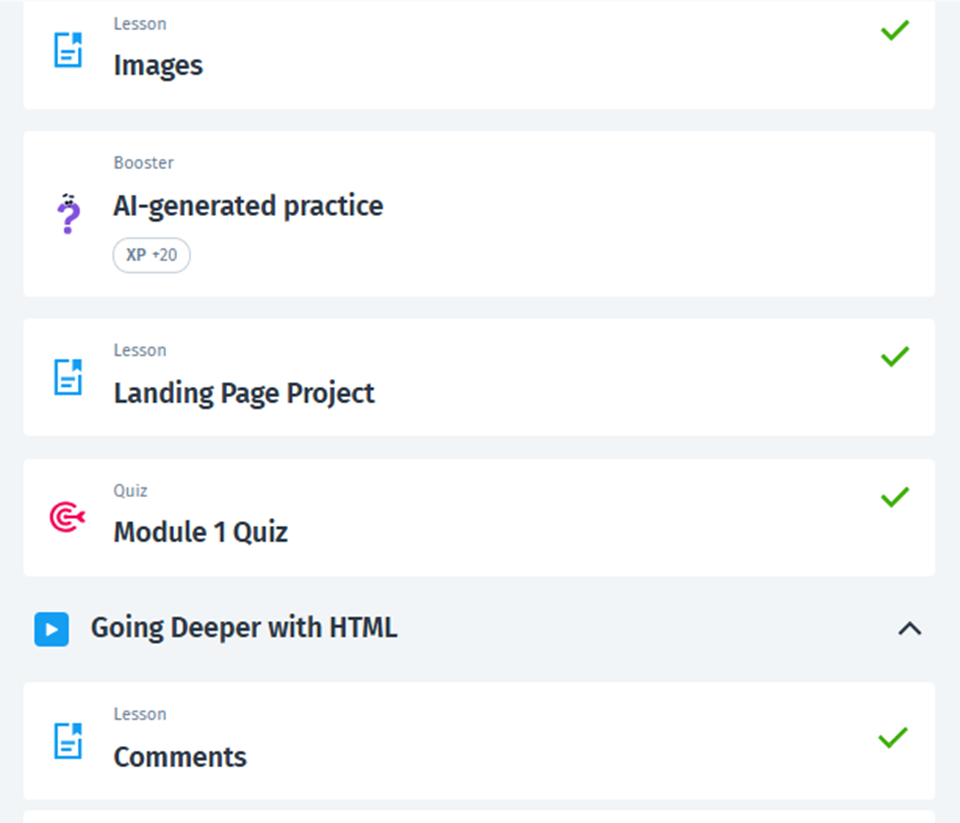 Lesson
Images
Booster
AI-generated practice
XP +20
Lesson
Landing Page Project
Quiz
Module 1 Quiz
Going Deeper with HTML
Lesson
Comments